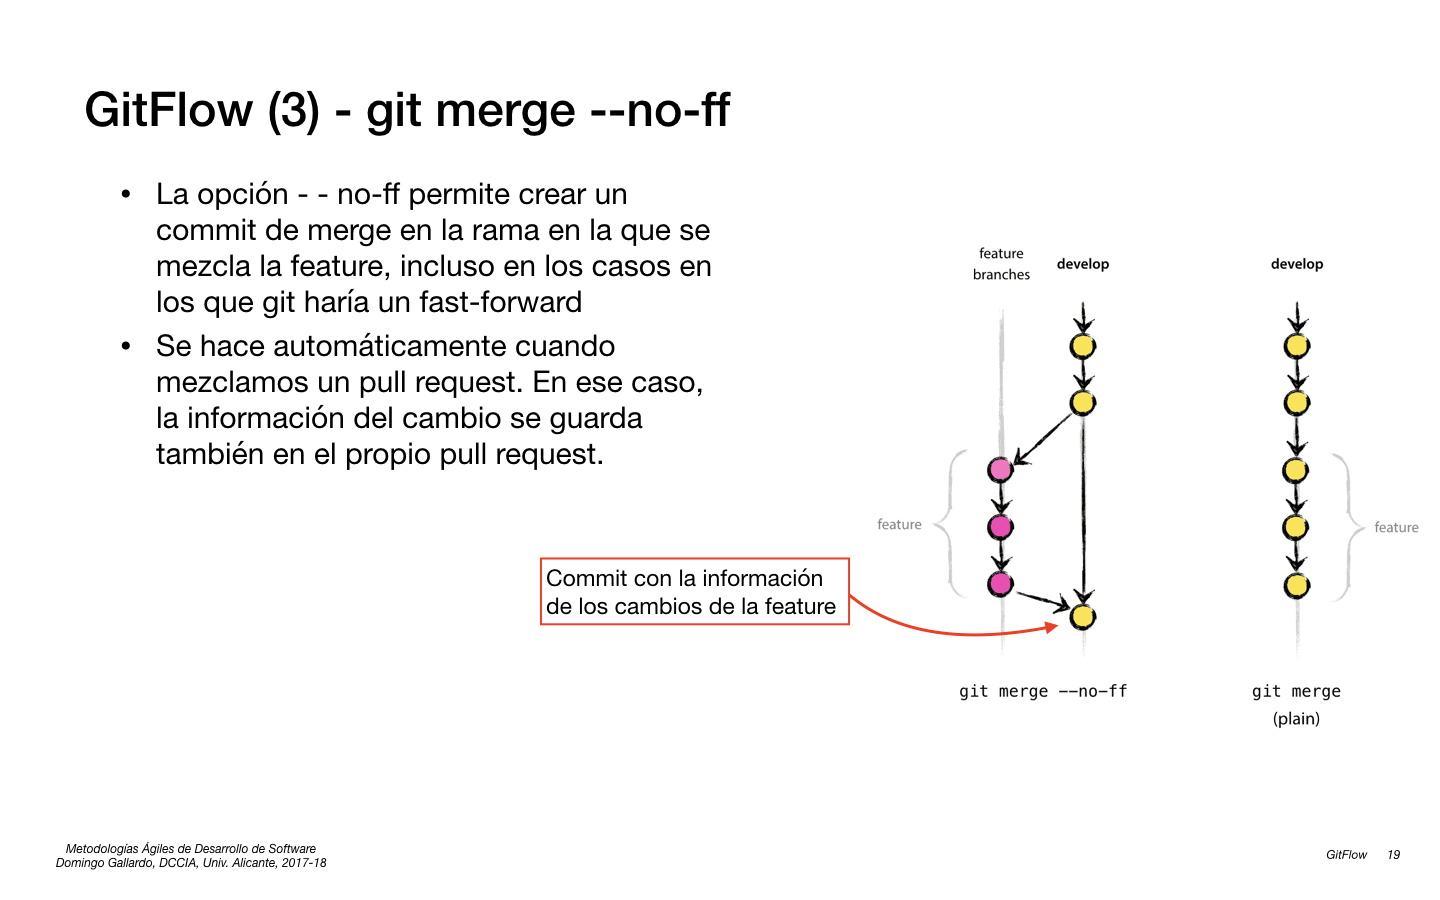 GitFlow (3) - git merge --no-ff
• La opción - - no-ff permite crear un
commit de merge en la rama en la que se
mezcla la feature, incluso en los casos en
los que git haría un fast-forward
• Se hace automáticamente cuando
mezclamos un pull request. En ese caso,
la información del cambio se guarda
también en el propio pull request.
feature
branches
develop
develop
feature
feature
Commit con la información
de los cambios de la feature
git merge --no-ff
git merge
(plain)
Metodologías Ágiles de Desarrollo de Software
Domingo Gallardo, DCCIA, Univ. Alicante, 2017-18
GitFlow 19